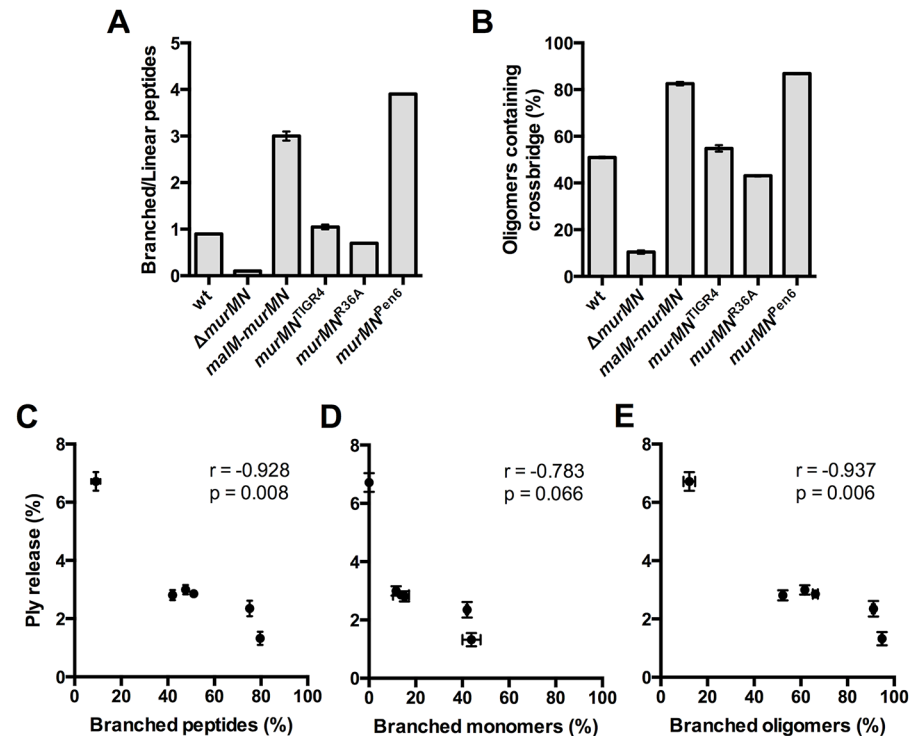 A
Branched/Linear peptides
5
4
3
2
1
0
wt
ΔmurMN
malM-murMN
murMN^TIGR4
murMN^R36A
murMN^Pen6
B
Oligomers containing
crossbridge (%)
100
80
60
40
20
0
wt
ΔmurMN
malM-murMN
murMN^TIGR4
murMN^R36A
murMN^Pen6
C
Ply release (%)
8
6
4
2
0
r = -0.928
p = 0.008
0 20 40 60 80 100
Branched peptides (%)
D
8
6
4
2
0
r = -0.783
p = 0.066
0 20 40 60 80 100
Branched monomers (%)
E
8
6
4
2
0
r = -0.937
p = 0.006
0 20 40 60 80 100
Branched oligomers (%)